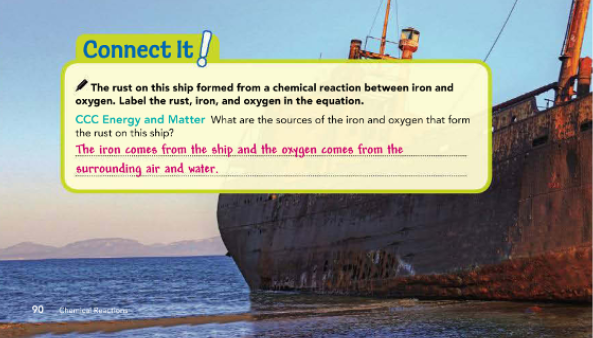 Connect It!
The rust on this ship formed from a chemical reaction between iron and
oxygen. Label the rust, iron, and oxygen in the equation.
CCC Energy and Matter What are the sources of the iron and oxygen that form
the rust on this ship?
The iron comes from the ship and the oxygen comes from the
surrounding air and water.
90 Chemical Reactions